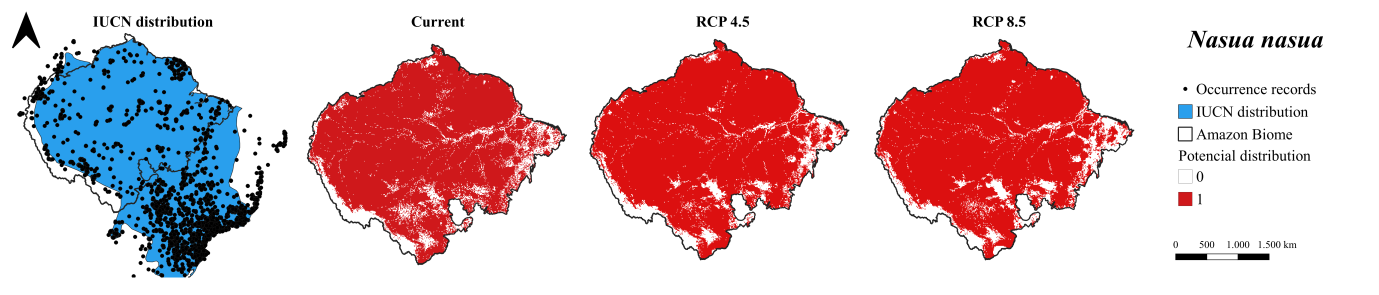 IUCN distribution
Current
RCP 4.5
RCP 8.5
Nasua nasua
Occurrence records
IUCN distribution
Amazon Biome
Potencial distribution
0
1
0 500 1.000 1.500 km